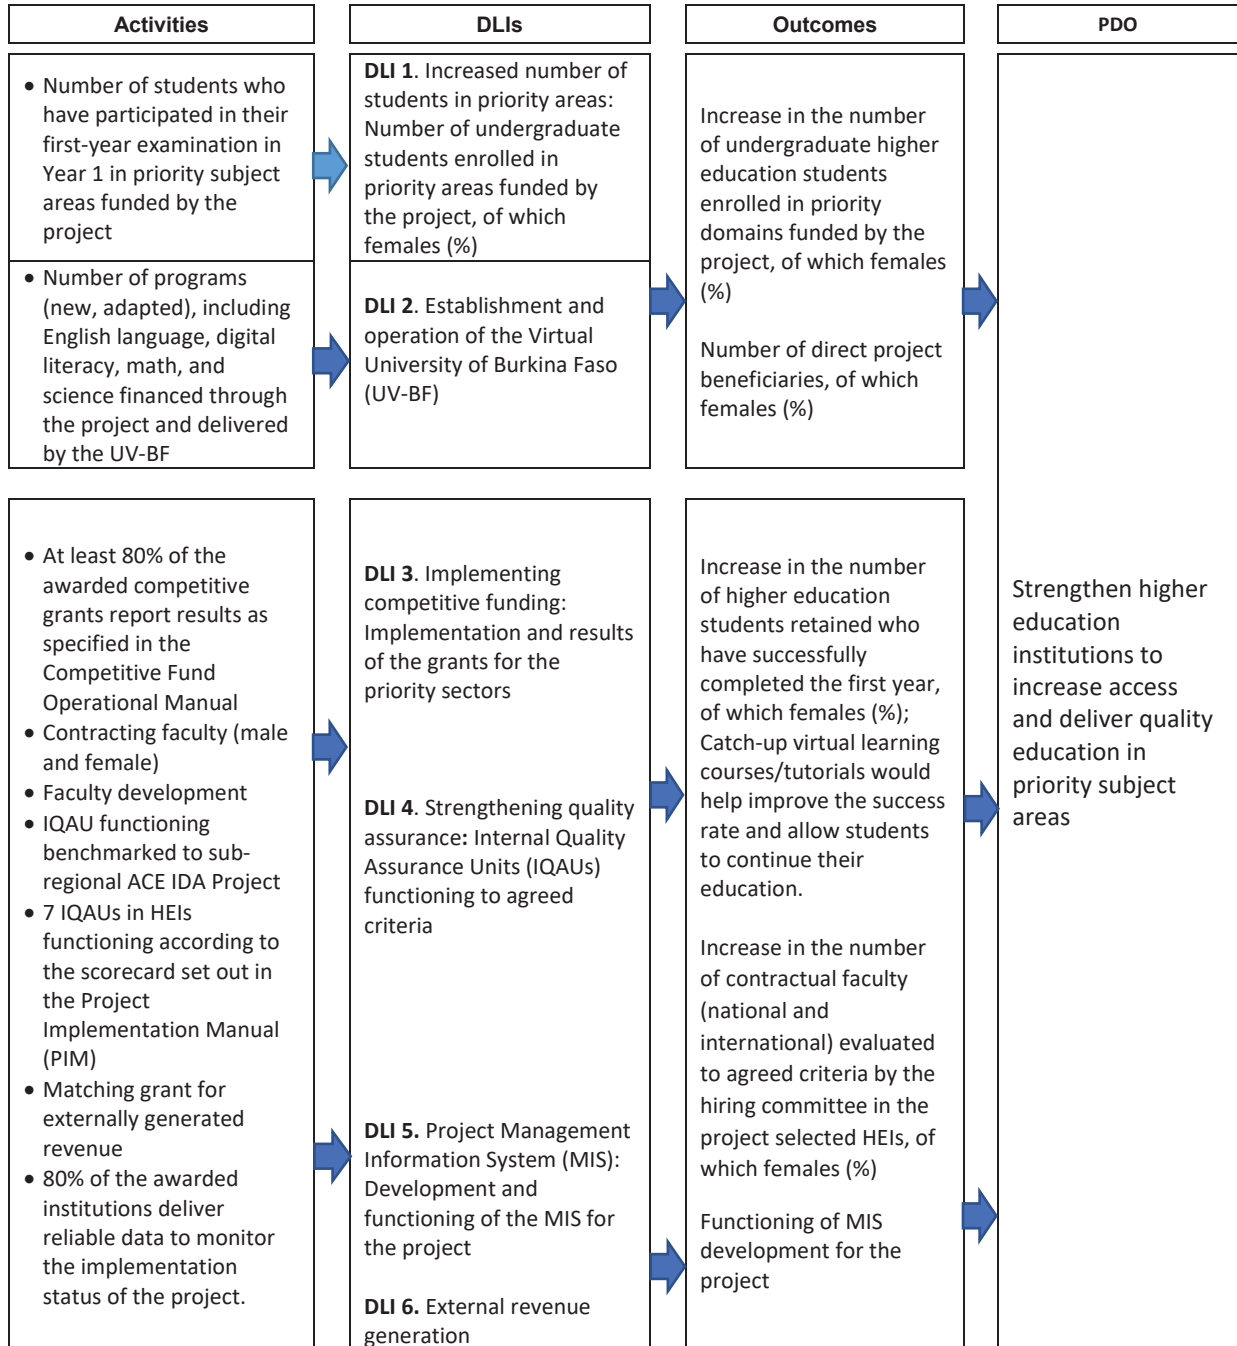 Activities
DLIs
Outcomes
PDO
• Number of students who
have participated in their
first-year examination in
Year 1 in priority subject
areas funded by the
project
DLI 1. Increased number of
students in priority areas:
Number of undergraduate
students enrolled in
priority areas funded by
the project, of which
females (%)
• Number of programs
(new, adapted), including
English language, digital
literacy, math, and
science financed through
the project and delivered
by the UV-BF
DLI 2. Establishment and
operation of the Virtual
University of Burkina Faso
(UV-BF)
Increase in the number
of undergraduate higher
education students
enrolled in priority
domains funded by the
project, of which females
(%)
Number of direct project
beneficiaries, of which
females (%)
• At least 80% of the
awarded competitive
grants report results as
specified in the
Competitive Fund
Operational Manual
• Contracting faculty (male
and female)
• Faculty development
• IQAU functioning
benchmarked to sub-
regional ACE IDA Project
• 7 IQAUs in HEIs
functioning according to
the scorecard set out in
the Project
Implementation Manual
(PIM)
• Matching grant for
externally generated
revenue
• 80% of the awarded
institutions deliver
reliable data to monitor
the implementation
status of the project.
DLI 3. Implementing
competitive funding:
Implementation and results
of the grants for the
priority sectors
DLI 4. Strengthening quality
assurance: Internal Quality
Assurance Units (IQAUs)
functioning to agreed
criteria
DLI 5. Project Management
Information System (MIS):
Development and
functioning of the MIS for
the project
DLI 6. External revenue
generation
Increase in the number
of higher education
students retained who
have successfully
completed the first year,
of which females (%);
Catch-up virtual learning
courses/tutorials would
help improve the success
rate and allow students
to continue their
education.
Increase in the number
of contractual faculty
(national and
international) evaluated
to agreed criteria by the
hiring committee in the
project selected HEIs, of
which females (%)
Functioning of MIS
development for the
project
Strengthen higher
education
institutions to
increase access
and deliver quality
education in
priority subject
areas